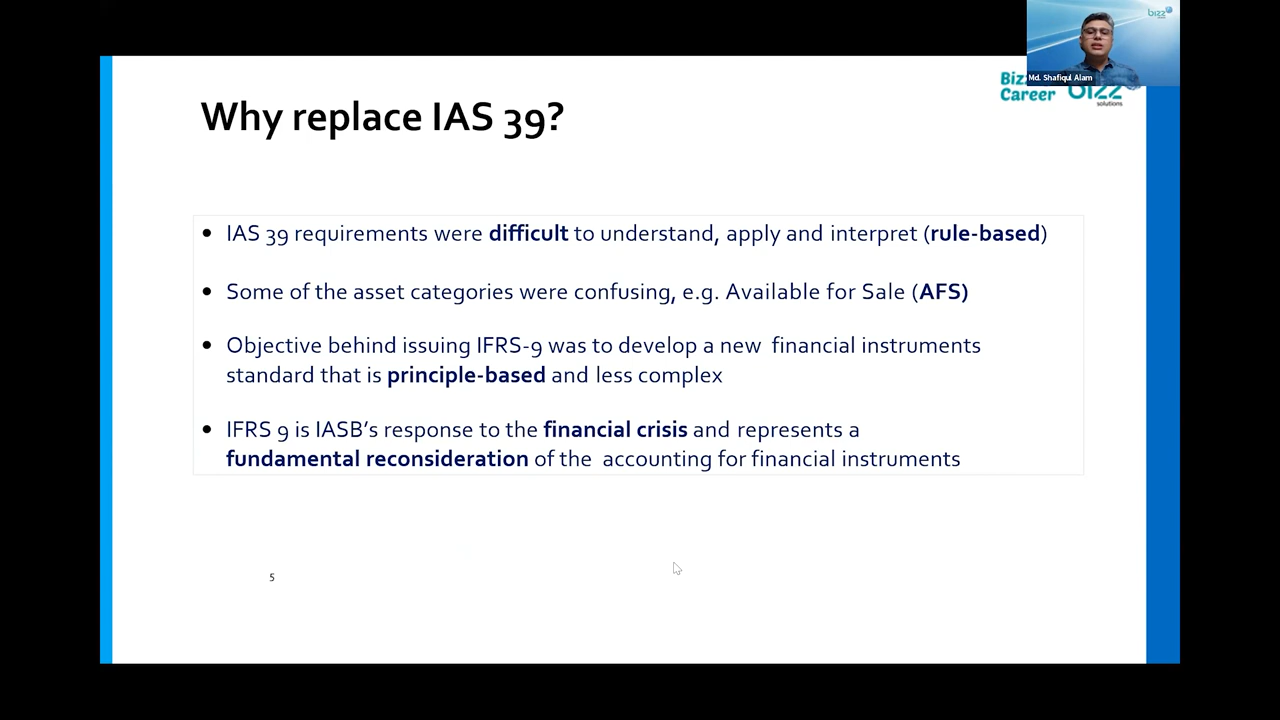 bizz
Md. Shafiqul Alam
Career
bizz
solutions
Why replace IAS 39?
• IAS 39 requirements were difficult to understand, apply and interpret (rule-based)
• Some of the asset categories were confusing, e.g. Available for Sale (AFS)
• Objective behind issuing IFRS-9 was to develop a new financial instruments
standard that is principle-based and less complex
• IFRS 9 is IASB’s response to the financial crisis and represents a
fundamental reconsideration of the accounting for financial instruments
5